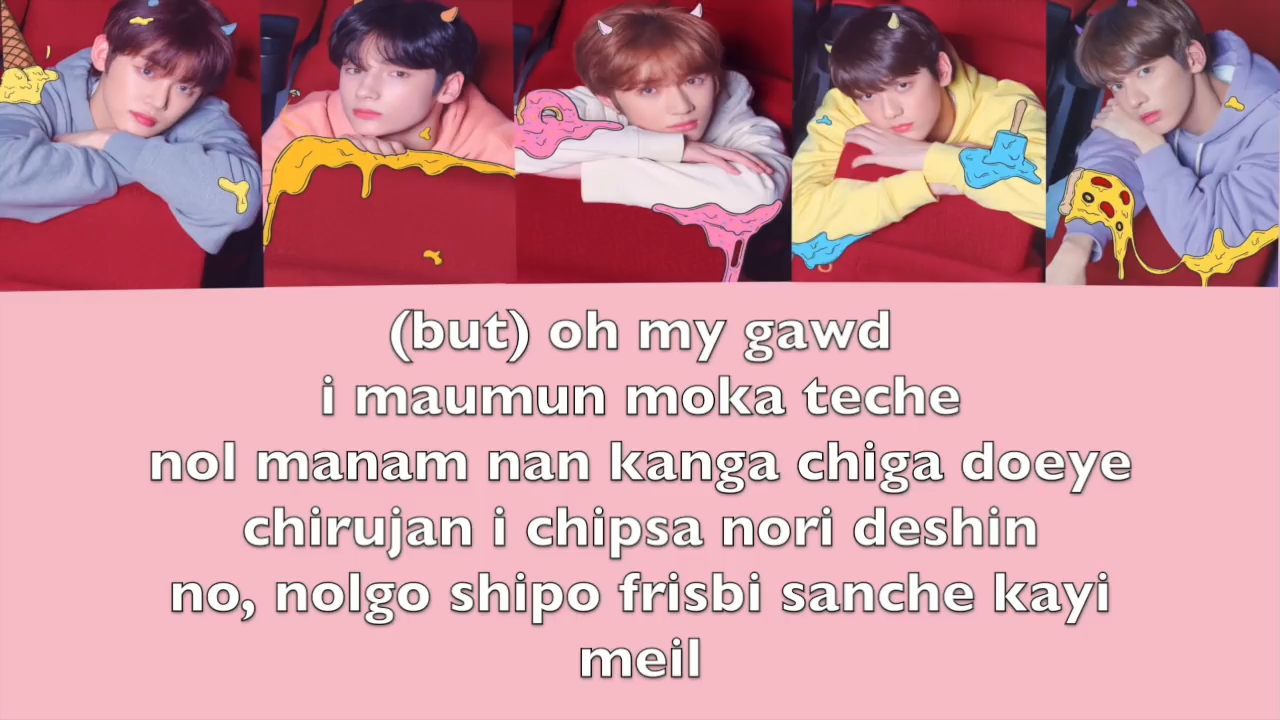 (but) oh my gawd
i maumun moka teche
nol manam nan kanga chiga doeye
chirujan i chipsa nori deshin
no, nolgo shipo frisbi sanche kayi
meil